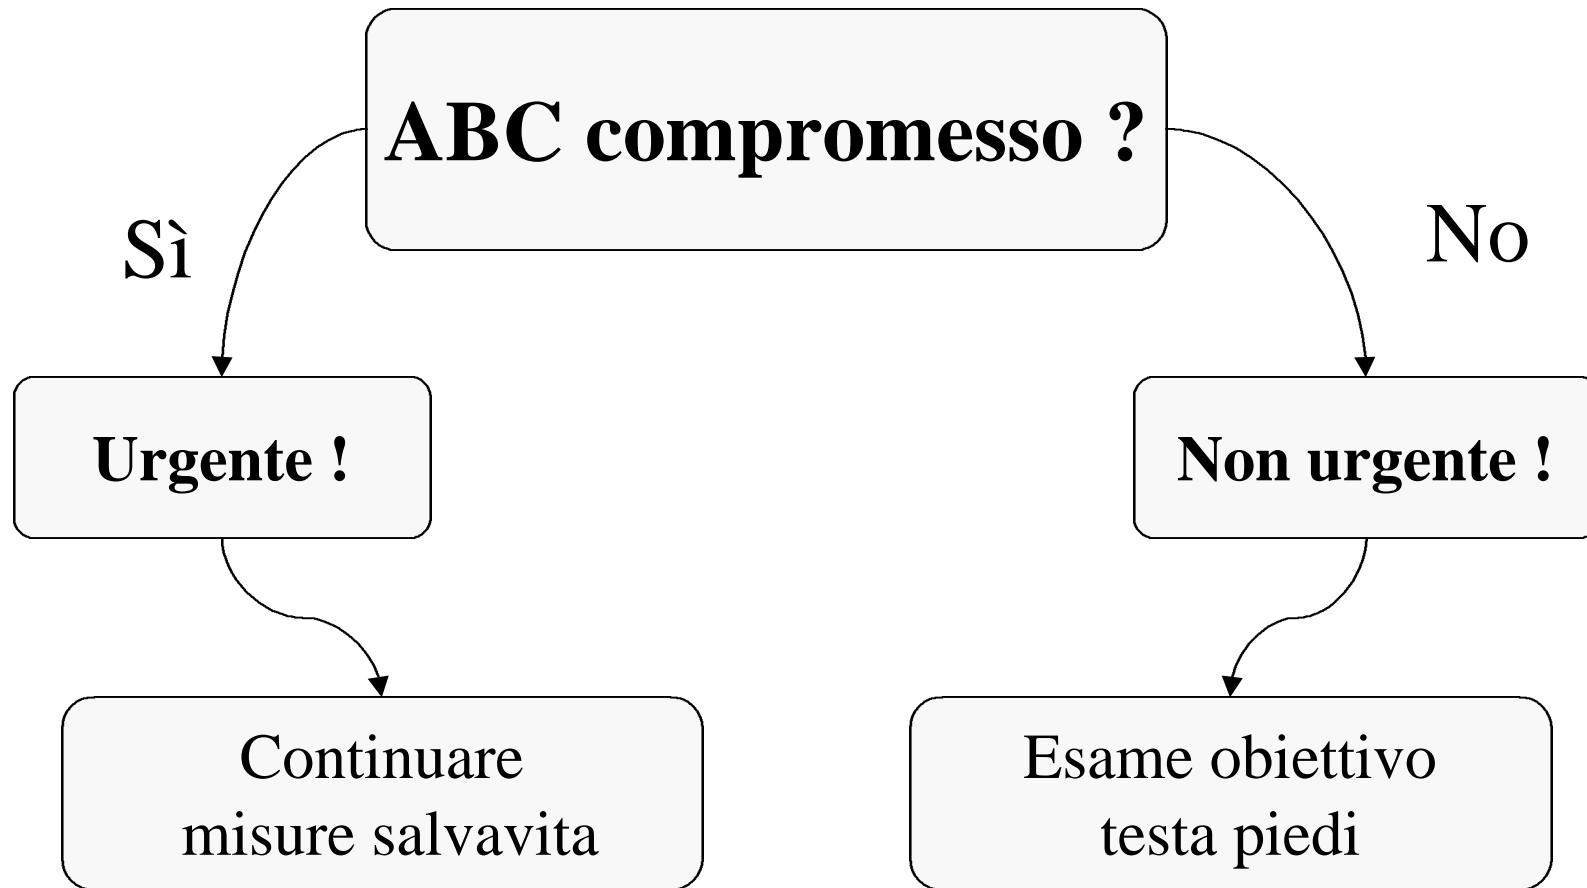 ABC compromesso ?
Sì
No
Urgente !
Non urgente !
Continuare
misure salvavita
Esame obiettivo
testa piedi